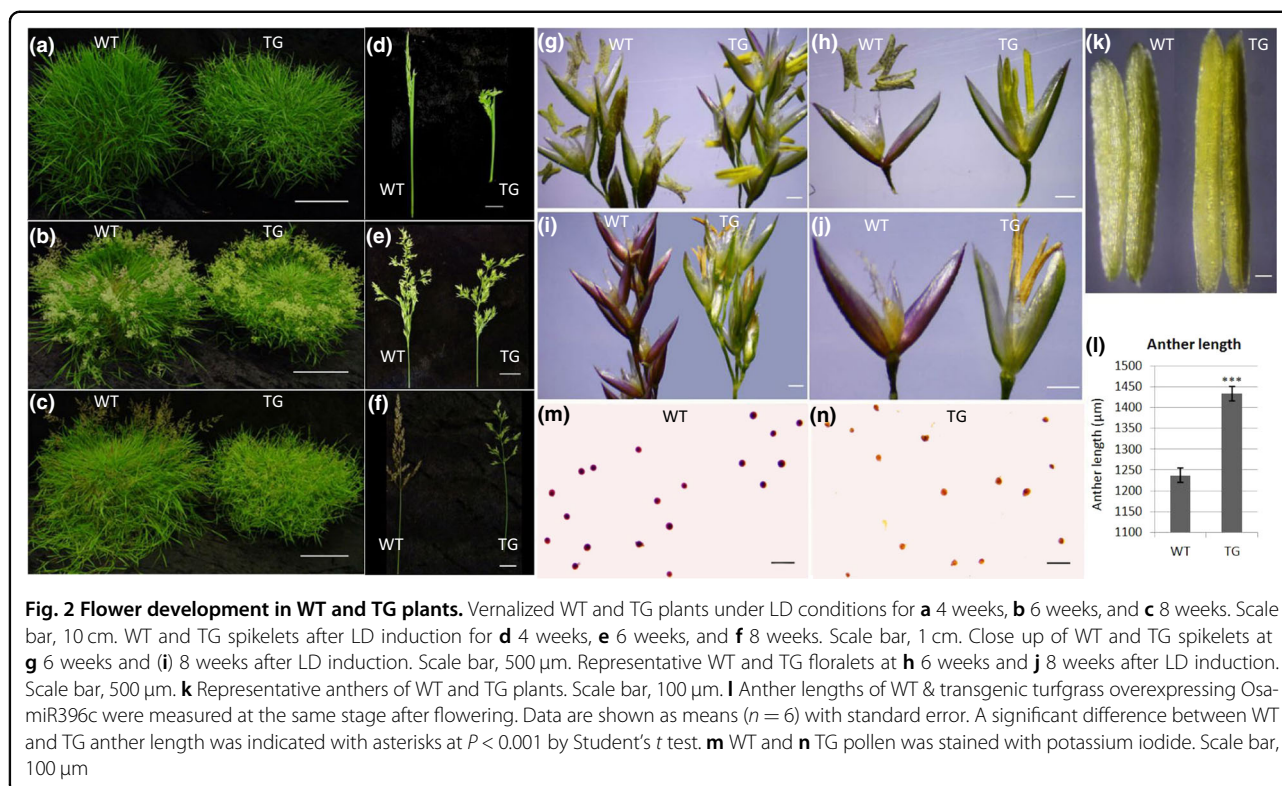 (a) WT TG
(b) WT TG
(c) WT TG
(d) WT TG
(e) WT TG
(f) WT TG
(g) WT TG
(h) WT TG
(i) WT TG
(j) WT TG
(k) WT TG
(l) Anther length
Anther length (µm)
1500
1450
1400
1350
1300
1250
1200
1150
1100
***
WT TG
(m) WT
(n) TG
Fig. 2 Flower development in WT and TG plants. Vernalized WT and TG plants under LD conditions for a 4 weeks, b 6 weeks, and c 8 weeks. Scale
bar, 10 cm. WT and TG spikelets after LD induction for d 4 weeks, e 6 weeks, and f 8 weeks. Scale bar, 1 cm. Close up of WT and TG spikelets at
g 6 weeks and (i) 8 weeks after LD induction. Scale bar, 500 µm. Representative WT and TG floralets at h 6 weeks and j 8 weeks after LD induction.
Scale bar, 500 µm. k Representative anthers of WT and TG plants. Scale bar, 100 µm. l Anther lengths of WT & transgenic turfgrass overexpressing Osa-
miR396c were measured at the same stage after flowering. Data are shown as means (n = 6) with standard error. A significant difference between WT
and TG anther length was indicated with asterisks at P < 0.001 by Student's t test. m WT and n TG pollen was stained with potassium iodide. Scale bar,
100 µm